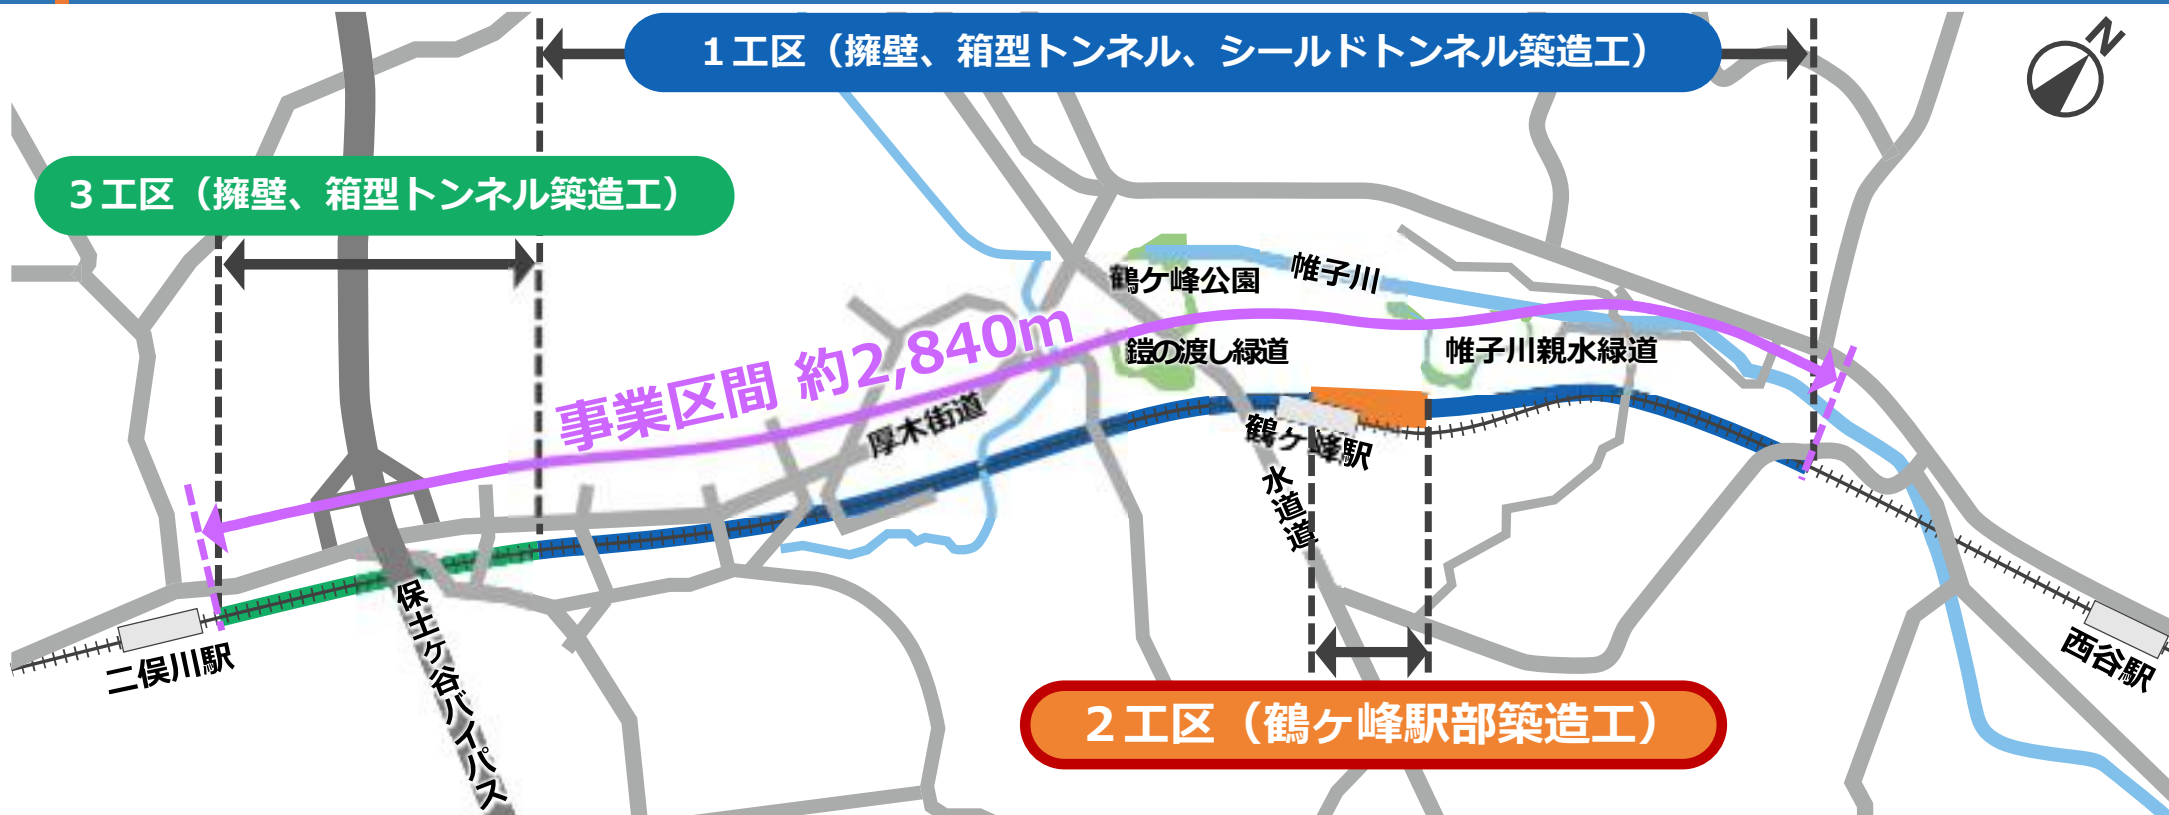 1工区（擁壁、箱型トンネル、シールドトンネル築造工）
N
3工区（擁壁、箱型トンネル築造工）
鶴ケ峰公園
帷子川
事業区間 約2,840m
鎧の渡し緑道
帷子川親水緑道
厚木街道
鶴ヶ峰駅
水道道
保土ケ谷バイパス
二俣川駅
西谷駅
2工区（鶴ヶ峰駅部築造工）